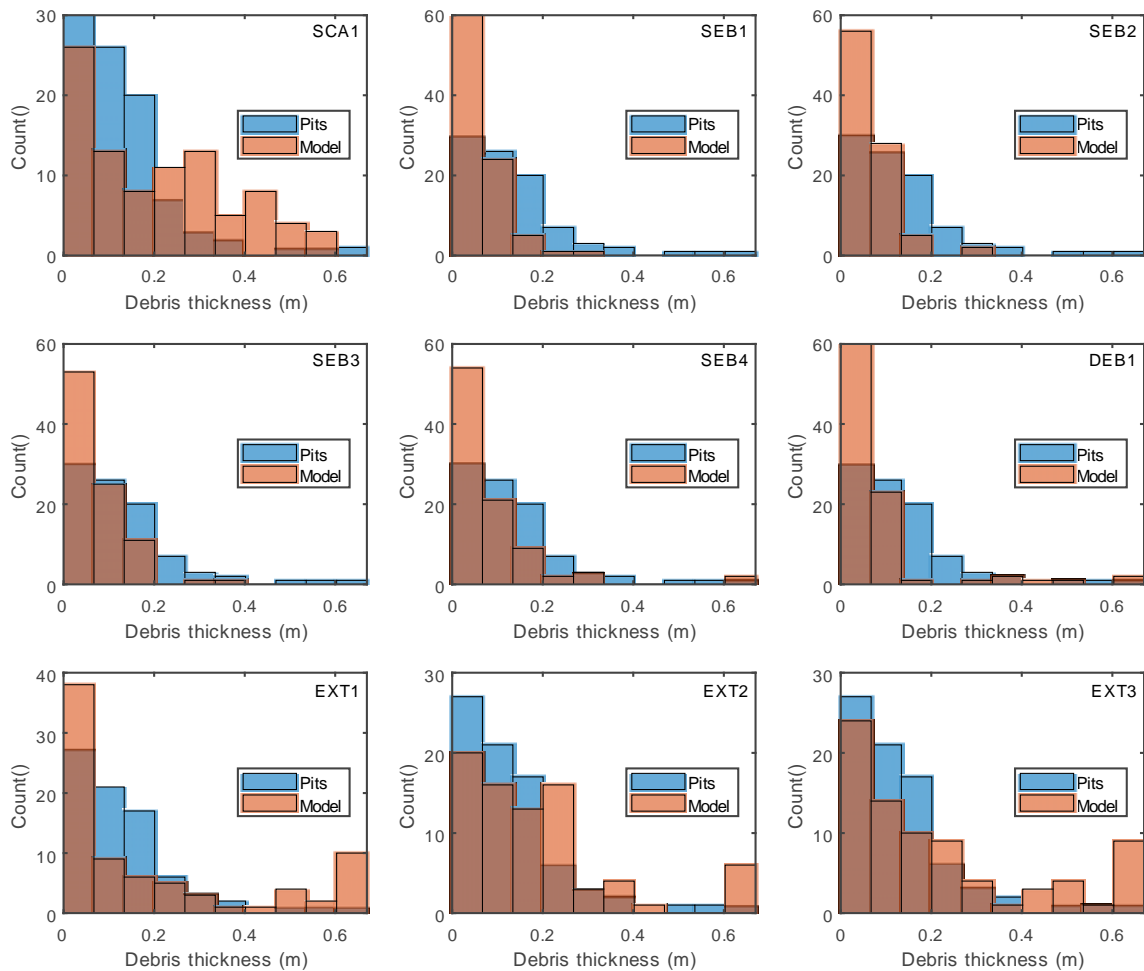 SCA1
30
20
10
0
Count()
Pits
Model
0 0.2 0.4 0.6
Debris thickness (m)
SEB1
60
40
20
0
Count()
Pits
Model
0 0.2 0.4 0.6
Debris thickness (m)
SEB2
60
40
20
0
Count()
Pits
Model
0 0.2 0.4 0.6
Debris thickness (m)
SEB3
60
40
20
0
Count()
Pits
Model
0 0.2 0.4 0.6
Debris thickness (m)
SEB4
60
40
20
0
Count()
Pits
Model
0 0.2 0.4 0.6
Debris thickness (m)
DEB1
60
40
20
0
Count()
Pits
Model
0 0.2 0.4 0.6
Debris thickness (m)
EXT1
40
30
20
10
0
Count()
Pits
Model
0 0.2 0.4 0.6
Debris thickness (m)
EXT2
30
20
10
0
Count()
Pits
Model
0 0.2 0.4 0.6
Debris thickness (m)
EXT3
30
20
10
0
Count()
Pits
Model
0 0.2 0.4 0.6
Debris thickness (m)